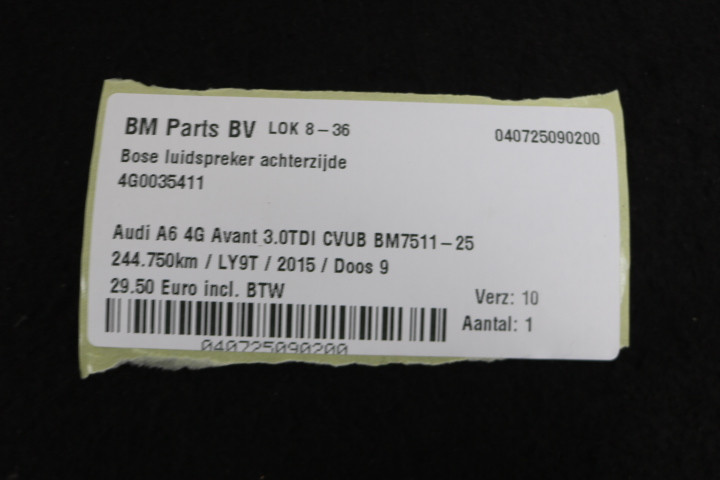 BM Parts BV LOK 8-36 040725090200
Bose luidspreker achterzijde
4G0035411
Audi A6 4G Avant 3.0TDI CVUB BM7511-25
244.750km / LY9T / 2015 / Doos 9
29.50 Euro incl. BTW Verz: 10
Aantal: 1
040725090200